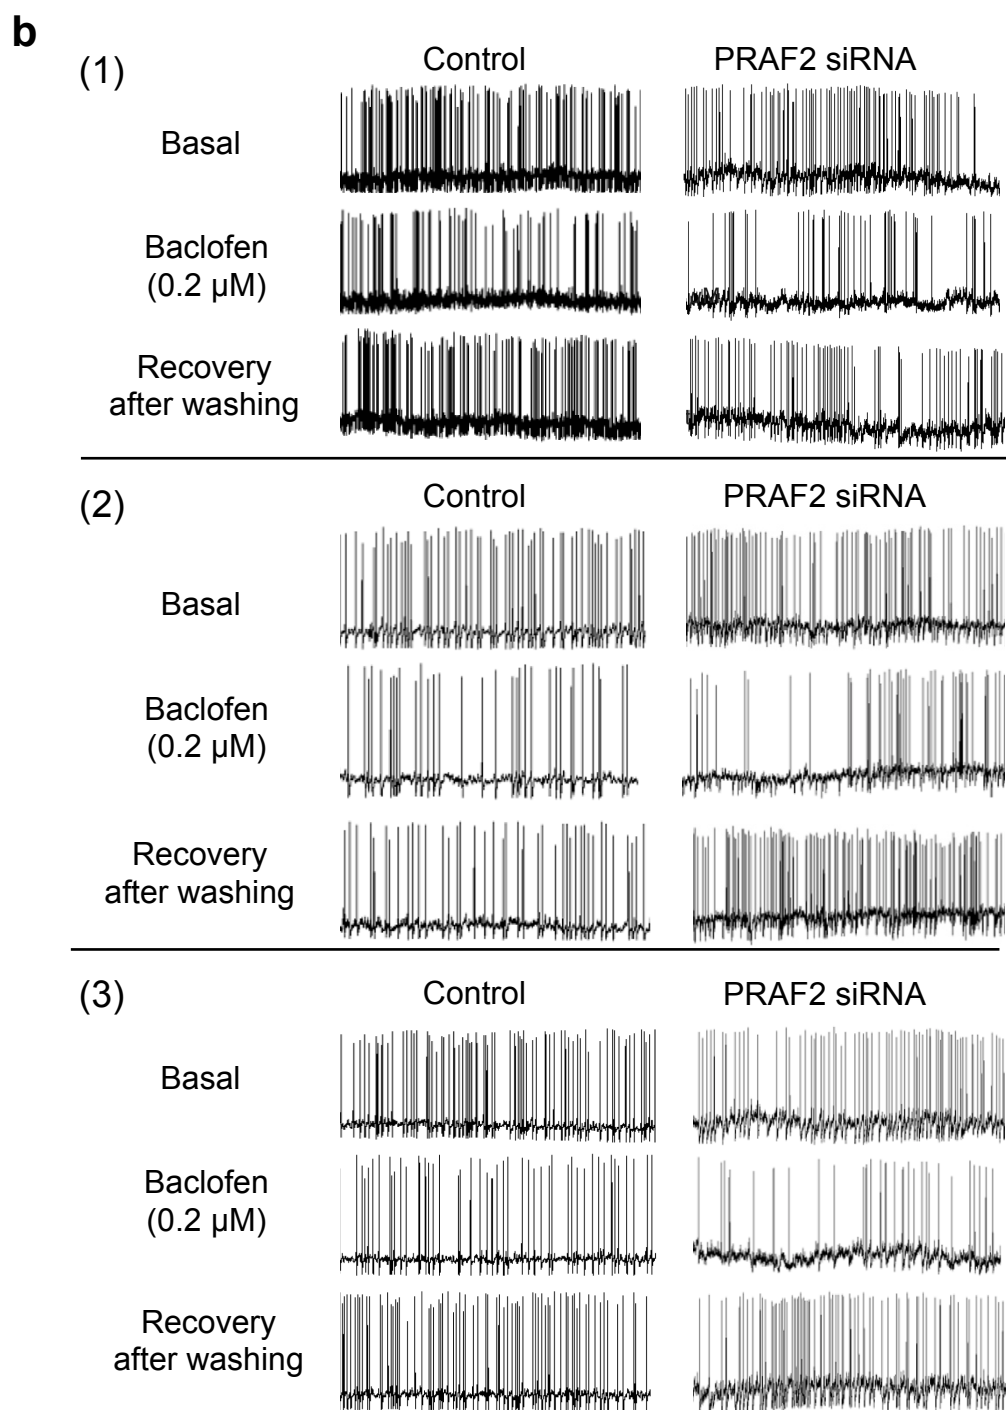 b
(1)
Control PRAF2 siRNA
Basal
Baclofen
(0.2 µM)
Recovery
after washing
(2)
Control PRAF2 siRNA
Basal
Baclofen
(0.2 µM)
Recovery
after washing
(3)
Control PRAF2 siRNA
Basal
Baclofen
(0.2 µM)
Recovery
after washing